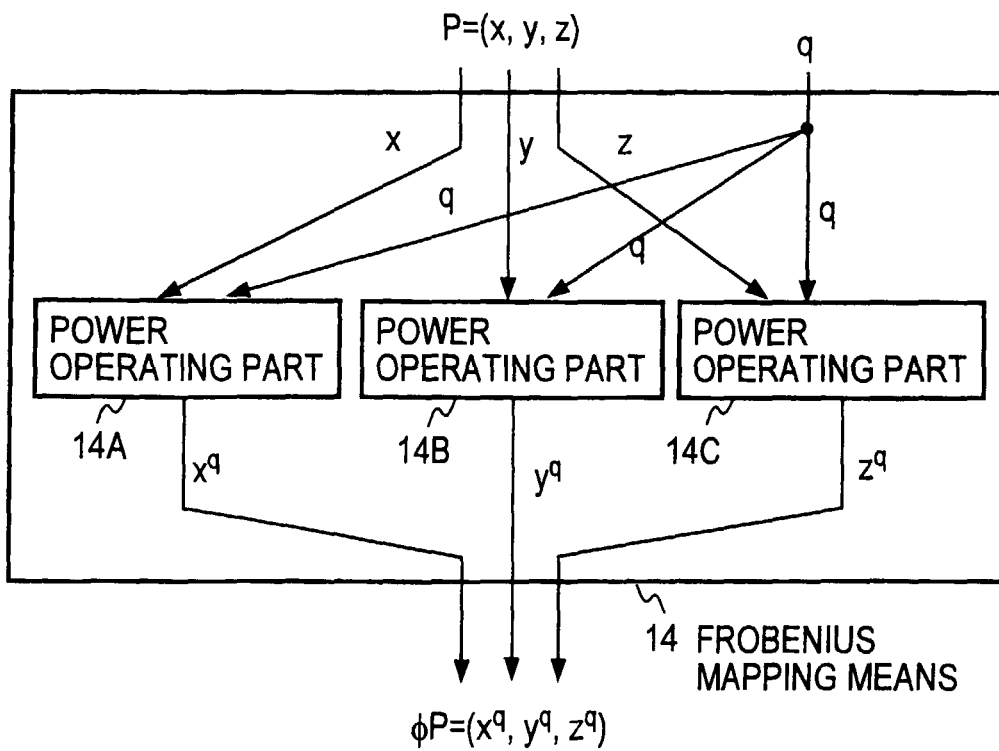 P=(x, y, z)
q
x
y
z
q
q
q
POWER
OPERATING PART
POWER
OPERATING PART
POWER
OPERATING PART
14A
14B
14C
x^q
y^q
z^q
14 FROBENIUS
MAPPING MEANS
ϕP=(x^q, y^q, z^q)